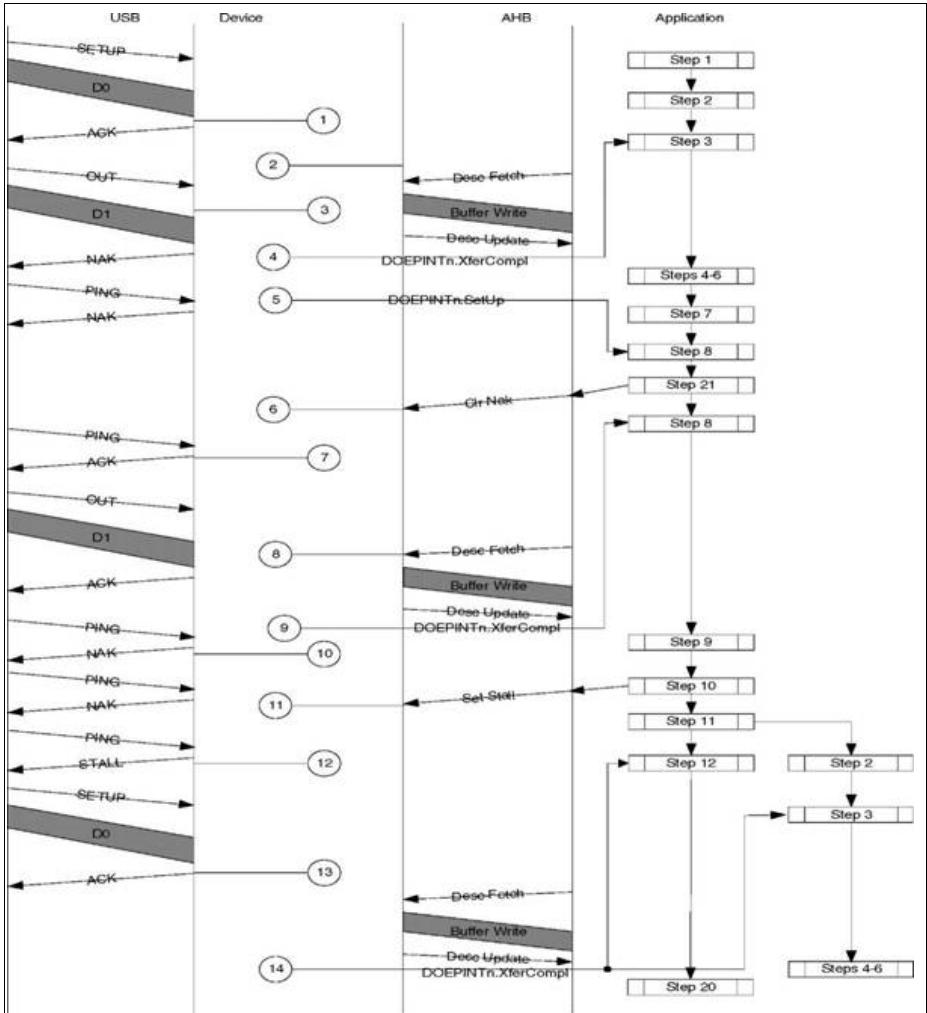 USB Device AHB Application
SETUP
Step 1
D0
Step 2
1
ACK
Step 3
2
OUT
Desc Fetch
3
D1
Buffer Write
Desc Update
4
NAK
DOEPINTn.XferCompl
Steps 4-6
PING
5
DOEPINTn.SetUp
NAK
Step 7
Step 8
Step 21
Clr Nak
6
Step 8
PING
7
ACK
OUT
D1
8
Desc Fetch
ACK
Buffer Write
Desc Update
PING
9
DOEPINTn.XferCompl
Step 9
NAK
10
PING
Step 10
Set Stall
NAK
11
Step 11
PING
STALL
12
Step 12
Step 2
SETUP
Step 3
D0
13
ACK
Desc Fetch
Buffer Write
Desc Update
14
DOEPINTn.XferCompl
Steps 4-6
Step 20